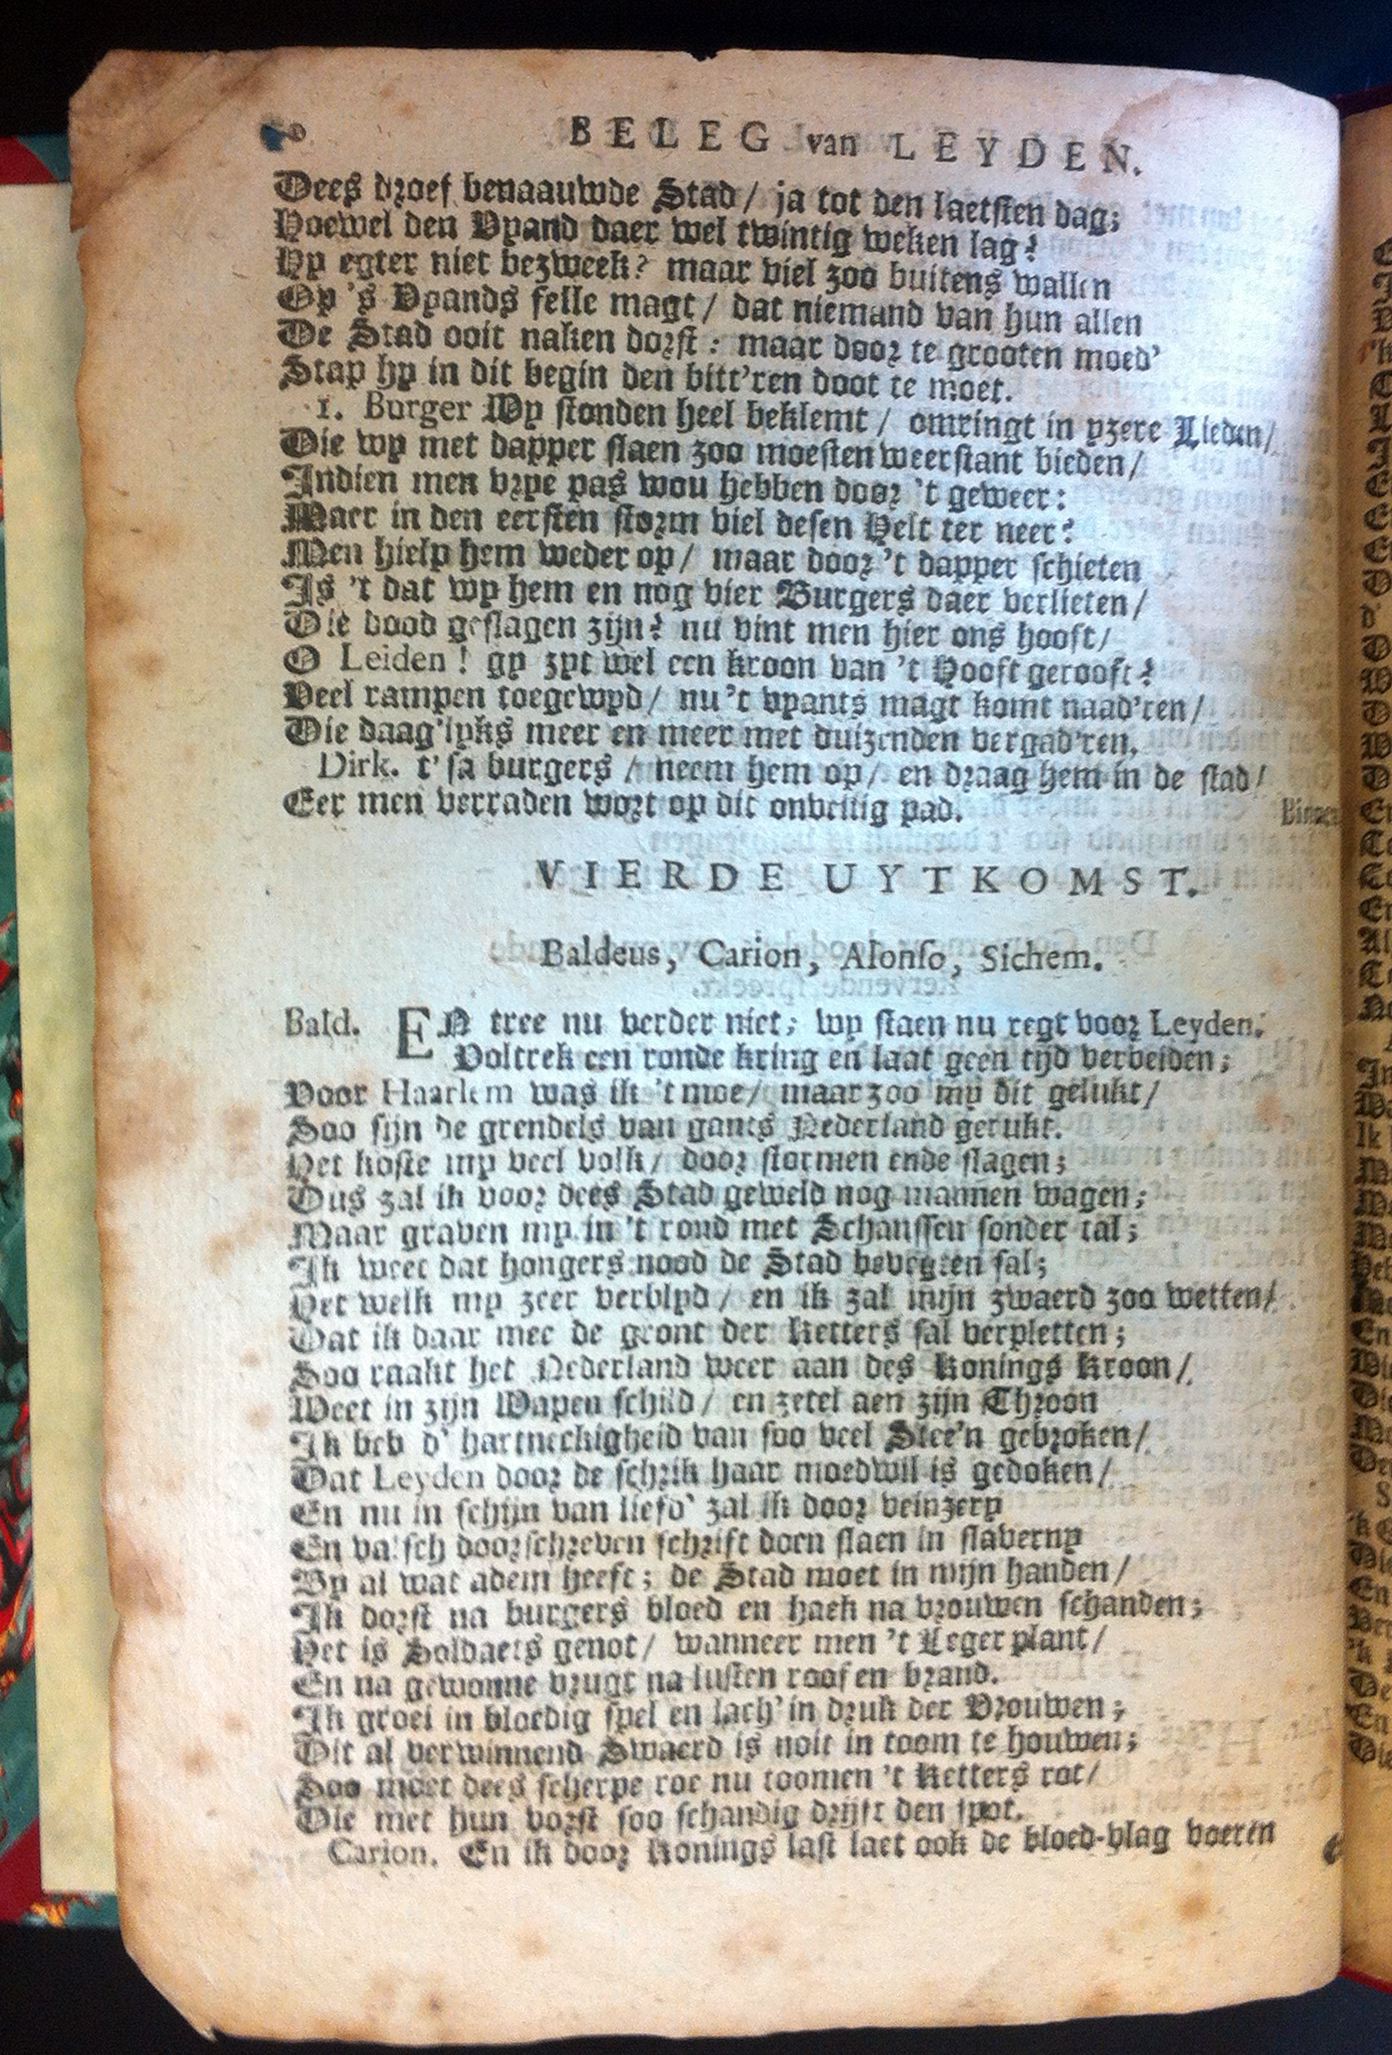 BELEG van LEYDEN.
Dees droef benaauwde Stad / ja tot den laetsten dag;
Hoewel den Vyand daer wel twintig weken lag?
Hy egter niet bezweek? maar viel zoo buitens wallen
Op 's Vyands felle magt / dat niemand van hun allen
De Stad ooit naken dorst: maar door te grooten moed'
Stap hy in dit begin den bitt'ren doot te moet.
1. Burger Wy stonden heel beklemt / omringt in yzere Lieden /
Die wy met dapper slaen zoo moesten weerstant bieden /
Indien men vrye pas wou hebben door 't geweer:
Maer in den eersten storm viel desen Helt ter neer?
Men hielp hem weder op / maar door 't dapper schieten
Is 't dat wy hem en nog vier Burgers daer verlieten /
Die dood geslagen zijn? nu vint men hier ons hooft /
O Leiden! gy zyt wel een kroon van 't Hooft gerooft?
Veel rampen toegewyd / nu 't vyants magt komt naad'ren /
Die daag'lyks meer en meer met duizenden vergad'ren.
Dirk. t'sa burgers / neem hem op / en draag hem in de stad /
Eer men verraden wort op dit onveilig pad.
Binnen
VIERDE UYTKOMST.
Baldeus, Carion, Alonso, Sichem.
Bald. EN tree nu verder niet, wy staen nu regt voor Leyden.
Voltrek een ronde kring en laat geen tijd verbeiden;
Voor Haarlem was ik 't moe / maar zoo my dit gelukt /
Soo sijn de grendels van gants Nederland gerukt.
Het koste my veel volk / door stormen ende slagen;
Dus zal ik voor dees Stad geweld nog mannen wagen;
Maar graven my in 't rond met Schanssen sonder tal;
Ik weet dat hongers nood de Stad bevegten sal;
Het welk my zeer verblyd / en ik zal mijn zwaerd zoo wetten /
Dat ik daar mee de gront der Ketters sal verpletten;
Soo raakt het Nederland weer aan des Konings Kroon /
Weer in zijn Wapen schild / en zetel aen zijn Throon
Ik heb d' hartneckigheid van soo veel Stee'n gebroken /
Dat Leyden door de schrik haar moedwil is gedoken /
En nu in schijn van liefd' zal ik door veinzery
En valsch doorschreven schrift doen slaen in slaverny
By al wat adem heeft; de Stad moet in mijn handen /
Ik dorst na burgers bloed en haek na vrouwen schanden;
Het is Soldaets genot / wanneer men 't Leger plant /
En na gewonne vrugt na lusten roof en brand.
Ik groei in bloedig spel en lach' in druk der Vrouwen;
Dit al verwinnend Swaerd is noit in toom te houwen;
Soo moet dees scherpe roe nu toomen 't Ketters rot /
Die met hun vorst soo schandig drijft den spot.
Carion. En ik door Konings last laet ook de bloed-vlag voeren